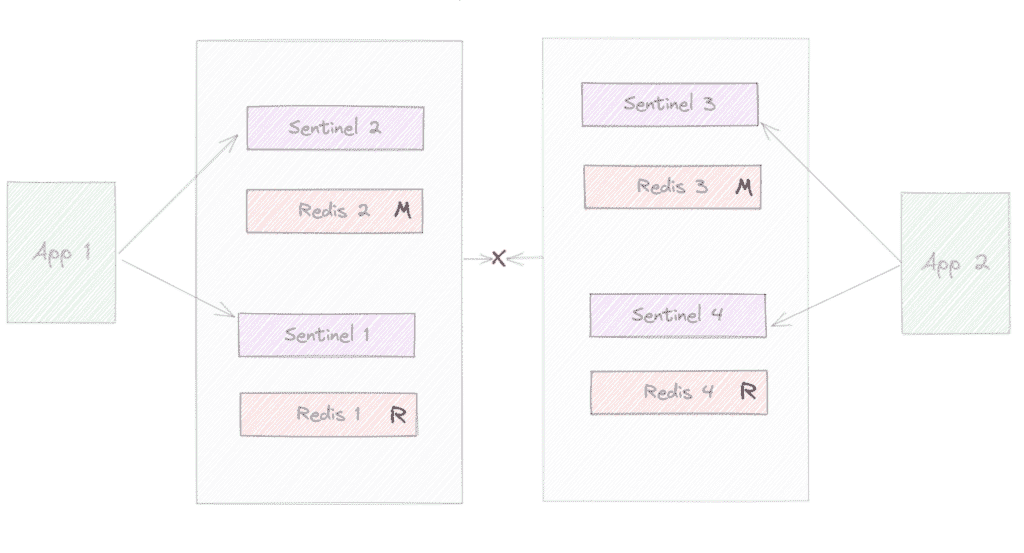 App 1
Sentinel 2
Redis 2 M
Sentinel 1
Redis 1 R
X
Sentinel 3
Redis 3 M
Sentinel 4
Redis 4 R
App 2